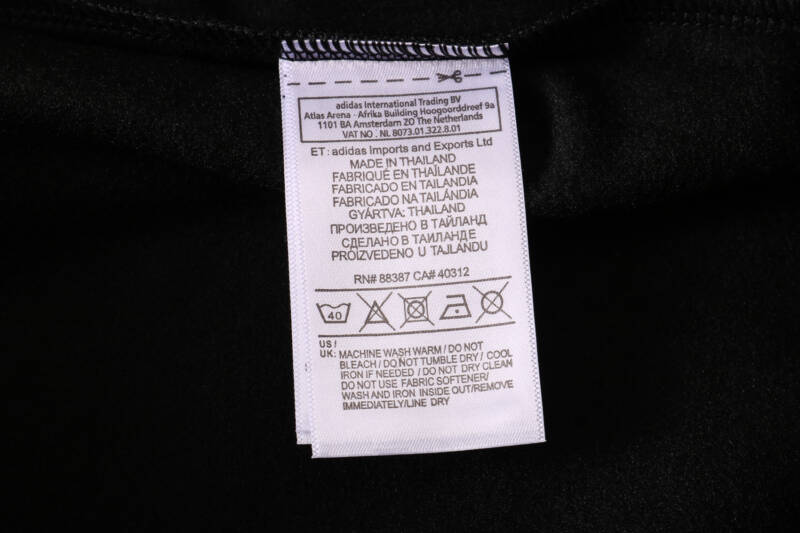 adidas International Trading BV
Atlas Arena - Afrika Building Hoogoorddreef 9a
1101 BA Amsterdam ZO The Netherlands
VAT NO . NL 8073.01.322.8.01
ET: adidas Imports and Exports Ltd
MADE IN THAILAND
FABRIQUÉ EN THAÏLANDE
FABRICADO EN TAILANDIA
FABRICADO NA TAILÂNDIA
GYÁRTVA: THAILAND
ПРОИЗВЕДЕНО В ТАЙЛАНД
СДЕЛАНО В ТАИЛАНДЕ
PROIZVEDENO U TAJLANDU
RN# 88387 CA# 40312
40
US /
UK: MACHINE WASH WARM / DO NOT
BLEACH / DO NOT TUMBLE DRY / COOL
IRON IF NEEDED / DO NOT DRY CLEAN
DO NOT USE FABRIC SOFTENER/
WASH AND IRON INSIDE OUT/REMOVE
IMMEDIATELY/LINE DRY